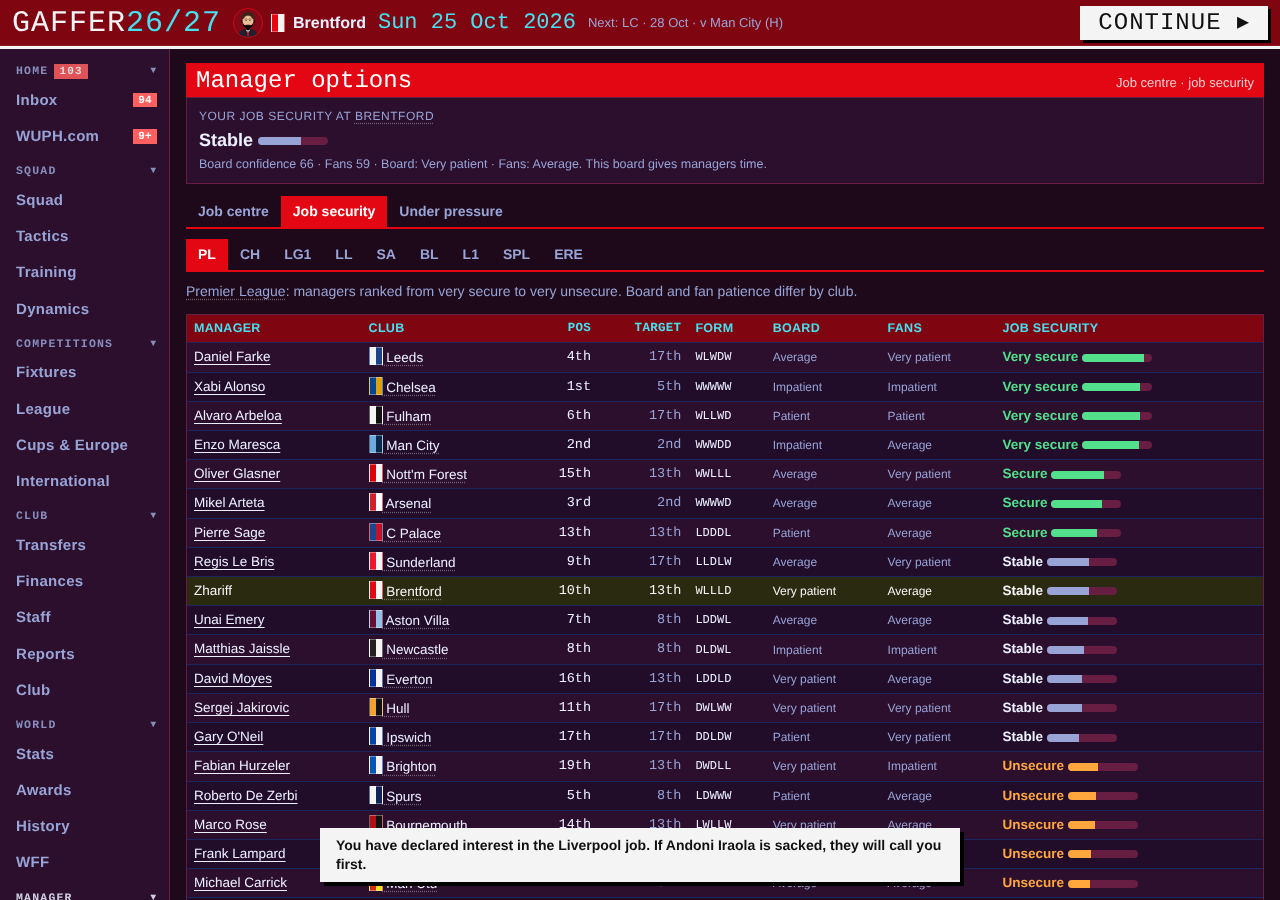 GAFFER26/27 Brentford Sun 25 Oct 2026 Next: LC · 28 Oct · v Man City (H) CONTINUE ►
HOME 103 ▼
Inbox 94
WUPH.com 9+
SQUAD ▼
Squad
Tactics
Training
Dynamics
COMPETITIONS ▼
Fixtures
League
Cups & Europe
International
CLUB ▼
Transfers
Finances
Staff
Reports
Club
WORLD ▼
Stats
Awards
History
WFF
MANAGER ▼
Manager options Job centre · job security
YOUR JOB SECURITY AT BRENTFORD
Stable
Board confidence 66 · Fans 59 · Board: Very patient · Fans: Average. This board gives managers time.
Job centre Job security Under pressure
PL CH LG1 LL SA BL L1 SPL ERE
Premier League: managers ranked from very secure to very unsecure. Board and fan patience differ by club.
MANAGER CLUB POS TARGET FORM BOARD FANS JOB SECURITY
Daniel Farke Leeds 4th 17th WLWDW Average Very patient Very secure
Xabi Alonso Chelsea 1st 5th WWWWW Impatient Impatient Very secure
Alvaro Arbeloa Fulham 6th 17th WLLWD Patient Patient Very secure
Enzo Maresca Man City 2nd 2nd WWWDD Impatient Average Very secure
Oliver Glasner Nott'm Forest 15th 13th WWLLL Average Very patient Secure
Mikel Arteta Arsenal 3rd 2nd WWWWD Average Average Secure
Pierre Sage C Palace 13th 13th LDDDL Patient Average Secure
Regis Le Bris Sunderland 9th 17th LLDLW Average Very patient Stable
Zhariff Brentford 10th 13th WLLLD Very patient Average Stable
Unai Emery Aston Villa 7th 8th LDDWL Average Average Stable
Matthias Jaissle Newcastle 8th 8th DLDWL Impatient Impatient Stable
David Moyes Everton 16th 13th LDDLD Very patient Average Stable
Sergej Jakirovic Hull 11th 17th DWLWW Very patient Very patient Stable
Gary O'Neil Ipswich 17th 17th DDLDW Patient Very patient Stable
Fabian Hurzeler Brighton 19th 13th DWDLL Very patient Impatient Unsecure
Roberto De Zerbi Spurs 5th 8th LDWWW Patient Average Unsecure
Marco Rose Bournemouth 14th 13th LWLLW Very patient Average Unsecure
Frank Lampard Unsecure
Michael Carrick Man Utd Average Average Unsecure
You have declared interest in the Liverpool job. If Andoni Iraola is sacked, they will call you
first.